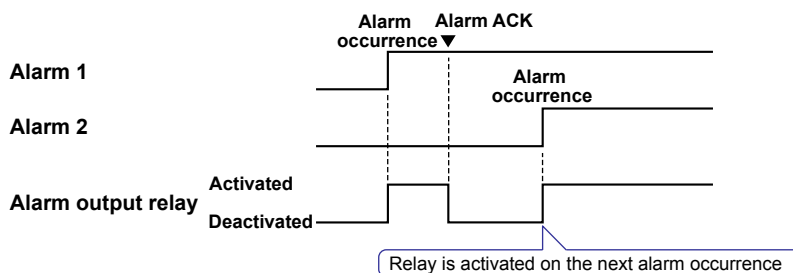 Alarm occurrence
Alarm ACK
Alarm 1
Alarm occurrence
Alarm 2
Alarm output relay
Activated
Deactivated
Relay is activated on the next alarm occurrence